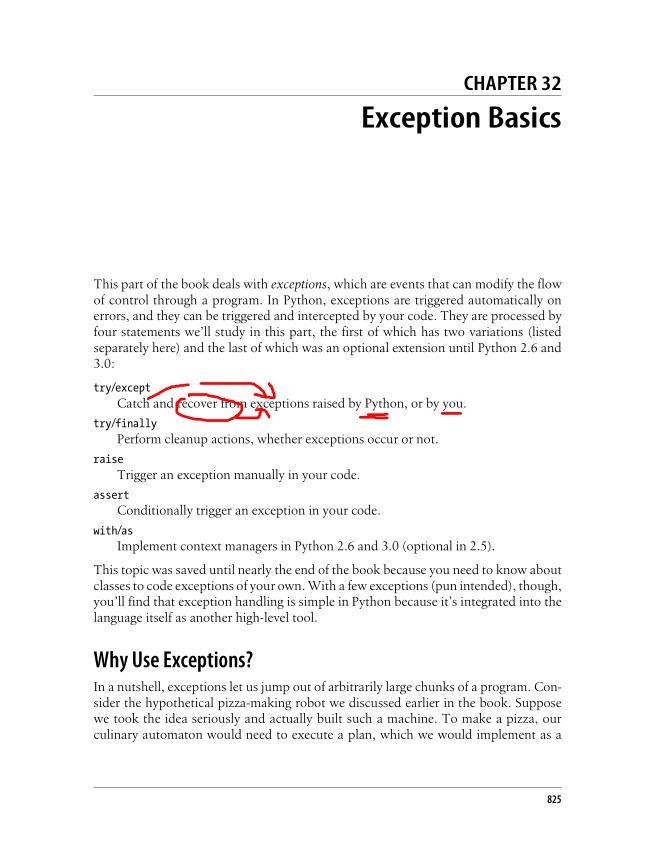 CHAPTER 32
Exception Basics
This part of the book deals with exceptions, which are events that can modify the flow
of control through a program. In Python, exceptions are triggered automatically on
errors, and they can be triggered and intercepted by your code. They are processed by
four statements we'll study in this part, the first of which has two variations (listed
separately here) and the last of which was an optional extension until Python 2.6 and
3.0:
try/except
Catch and recover from exceptions raised by Python, or by you.
try/finally
Perform cleanup actions, whether exceptions occur or not.
raise
Trigger an exception manually in your code.
assert
Conditionally trigger an exception in your code.
with/as
Implement context managers in Python 2.6 and 3.0 (optional in 2.5).
This topic was saved until nearly the end of the book because you need to know about
classes to code exceptions of your own. With a few exceptions (pun intended), though,
you'll find that exception handling is simple in Python because it's integrated into the
language itself as another high-level tool.
Why Use Exceptions?
In a nutshell, exceptions let us jump out of arbitrarily large chunks of a program. Con-
sider the hypothetical pizza-making robot we discussed earlier in the book. Suppose
we took the idea seriously and actually built such a machine. To make a pizza, our
culinary automaton would need to execute a plan, which we would implement as a
825